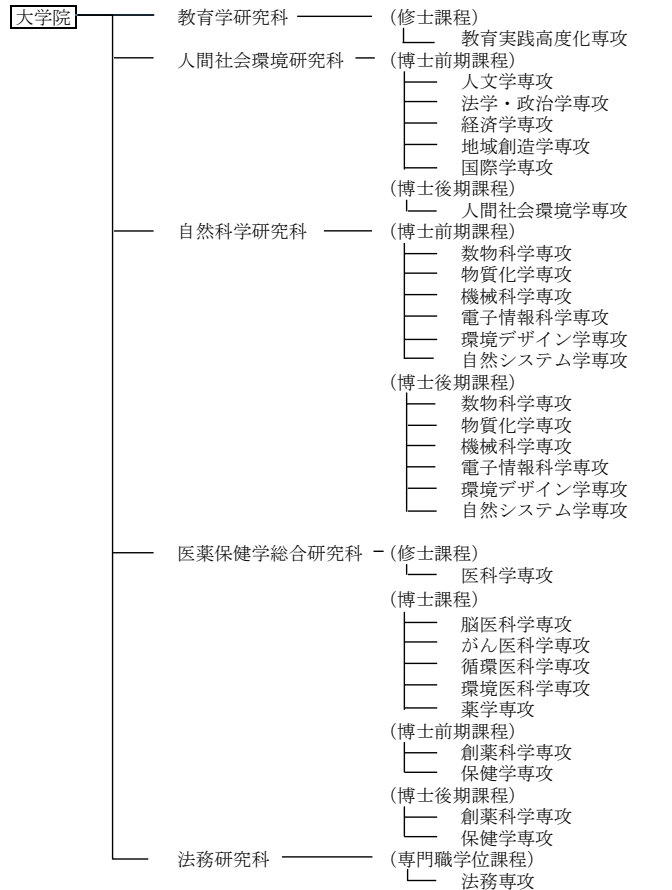 大学院 教育学研究科 (修士課程)
教育実践高度化専攻
人間社会環境研究科 (博士前期課程)
人文学専攻
法学・政治学専攻
経済学専攻
地域創造学専攻
国際学専攻
(博士後期課程)
人間社会環境学専攻
自然科学研究科 (博士前期課程)
数物科学専攻
物質化学専攻
機械科学専攻
電子情報科学専攻
環境デザイン学専攻
自然システム学専攻
(博士後期課程)
数物科学専攻
物質化学専攻
機械科学専攻
電子情報科学専攻
環境デザイン学専攻
自然システム学専攻
医薬保健学総合研究科 (修士課程)
医科学専攻
(博士課程)
脳医科学専攻
がん医科学専攻
循環医科学専攻
環境医科学専攻
薬学専攻
(博士前期課程)
創薬科学専攻
保健学専攻
(博士後期課程)
創薬科学専攻
保健学専攻
法務研究科 (専門職学位課程)
法務専攻